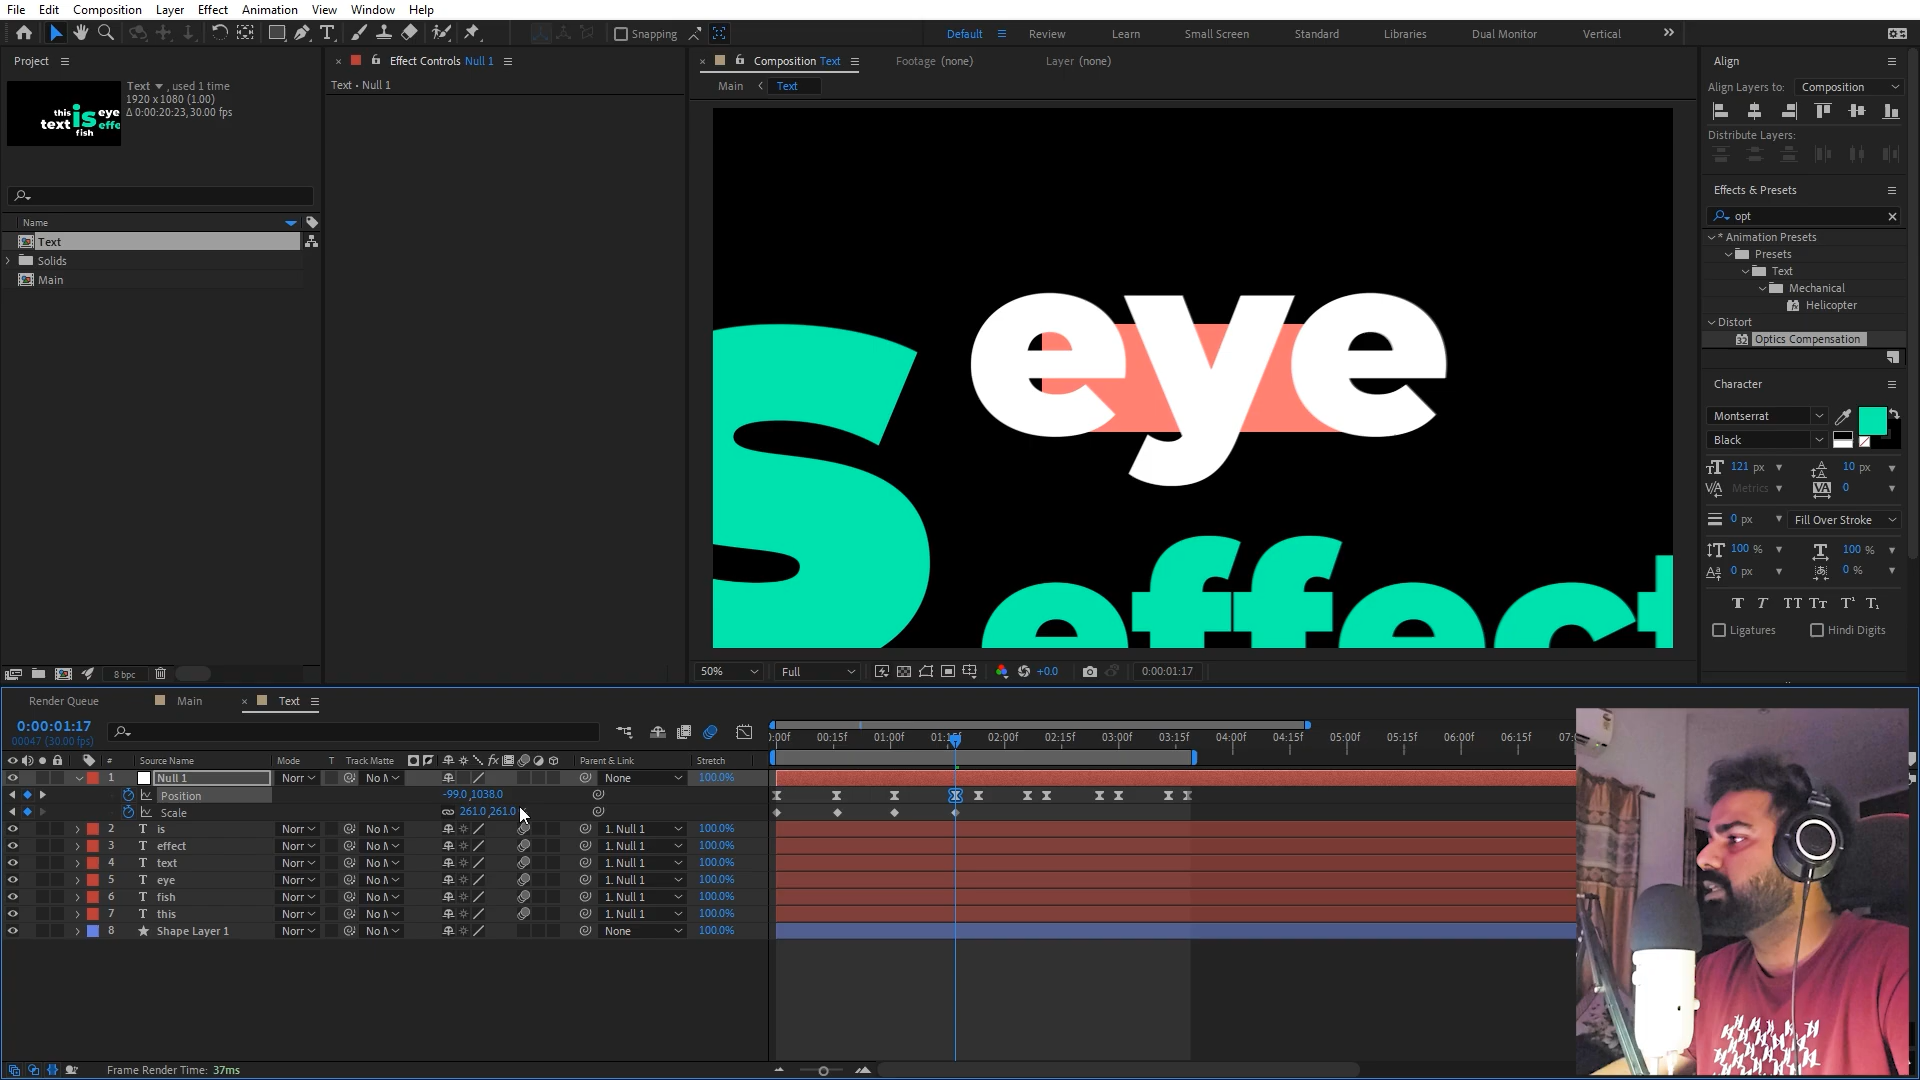 File Edit Composition Layer Effect Animation View Window Help
Snapping
Default Review Learn Small Screen Standard Libraries Dual Monitor Vertical
Project
Text , used 1 time
1920 x 1080 (1.00)
Δ 0:00:20:23, 30.00 fps
this is eye
text effe
fish
Name
Text
Solids
Main
8 bpc
Effect Controls Null 1
Text • Null 1
Composition Text
Footage (none)
Layer (none)
Main Text
s
eye
effect
50% Full +0.0 0:00:01:17
Align
Align Layers to: Composition
Distribute Layers:
Effects & Presets
opt
* Animation Presets
Presets
Text
Mechanical
Helicopter
Distort
Optics Compensation
Character
Montserrat
Black
121 px 10 px
Metrics 0
0 px Fill Over Stroke
100 % 100 %
0 px 0 %
T T TT Tt T¹ T₁
Ligatures Hindi Digits
Render Queue Main Text
0:00:01:17
00047 (30.00 fps)
# Source Name Mode T Track Matte Parent & Link Stretch
:00f 00:15f 01:00f 01:15f 02:00f 02:15f 03:00f 03:15f 04:00f 04:15f 05:00f 05:15f 06:00f 06:15f 07:
1 Null 1 Norr No M None 100.0%
Position -99.0,1038.0
Scale 261.0,261.0
2 T is Norr No M 1. Null 1 100.0%
3 T effect Norr No M 1. Null 1 100.0%
4 T text Norr No M 1. Null 1 100.0%
5 T eye Norr No M 1. Null 1 100.0%
6 T fish Norr No M 1. Null 1 100.0%
7 T this Norr No M 1. Null 1 100.0%
8 Shape Layer 1 Norr No M None 100.0%
Frame Render Time: 37ms